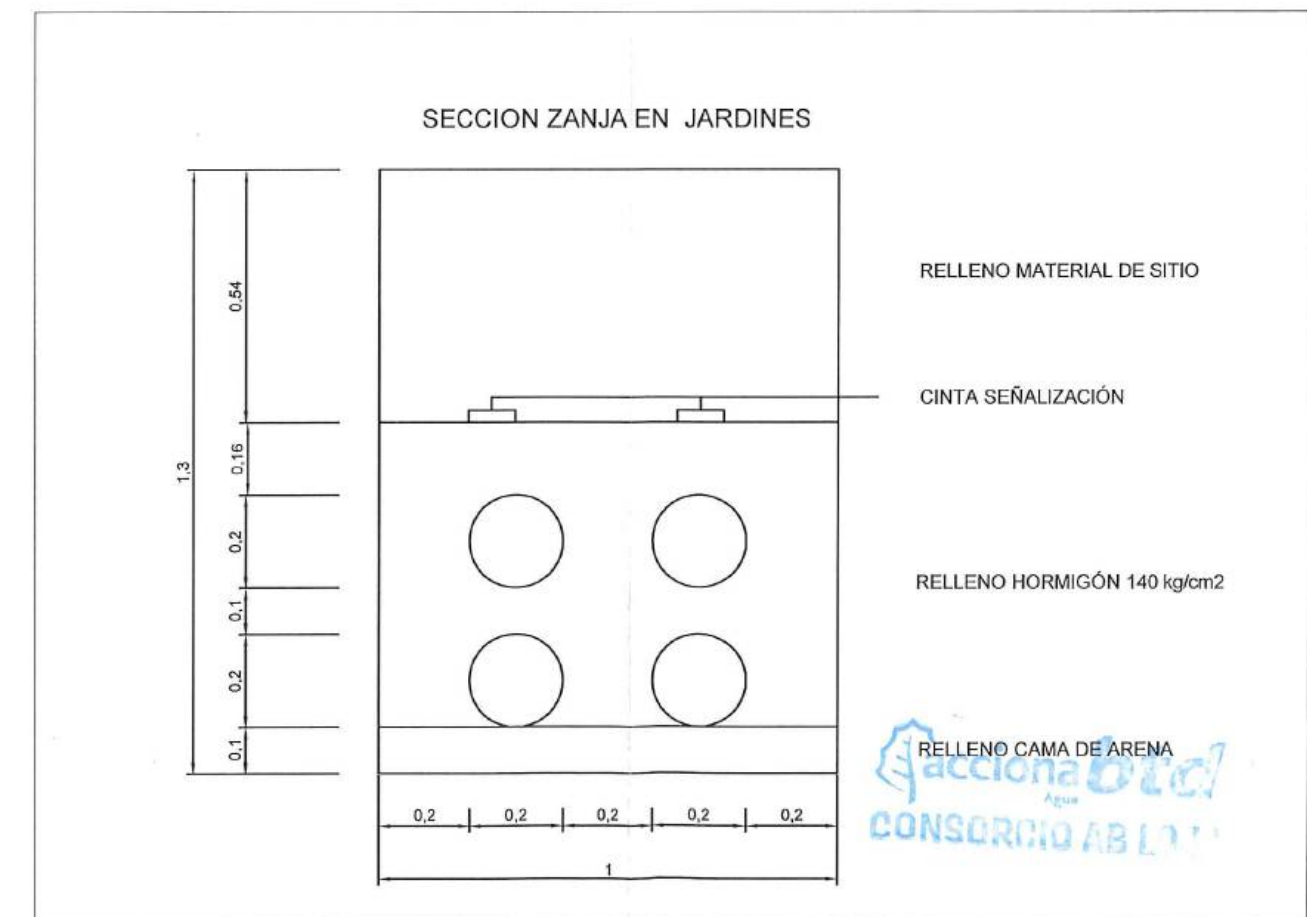 SECCION ZANJA EN JARDINES
RELLENO MATERIAL DE SITIO
0,54
CINTA SEÑALIZACIÓN
0,16
1,3
0,2
RELLENO HORMIGÓN 140 kg/cm2
0,1
0,2
RELLENO CAMA DE ARENA
0,1
acciona btd
Agua
CONSORCIO AB
0,2 0,2 0,2 0,2 0,2
1